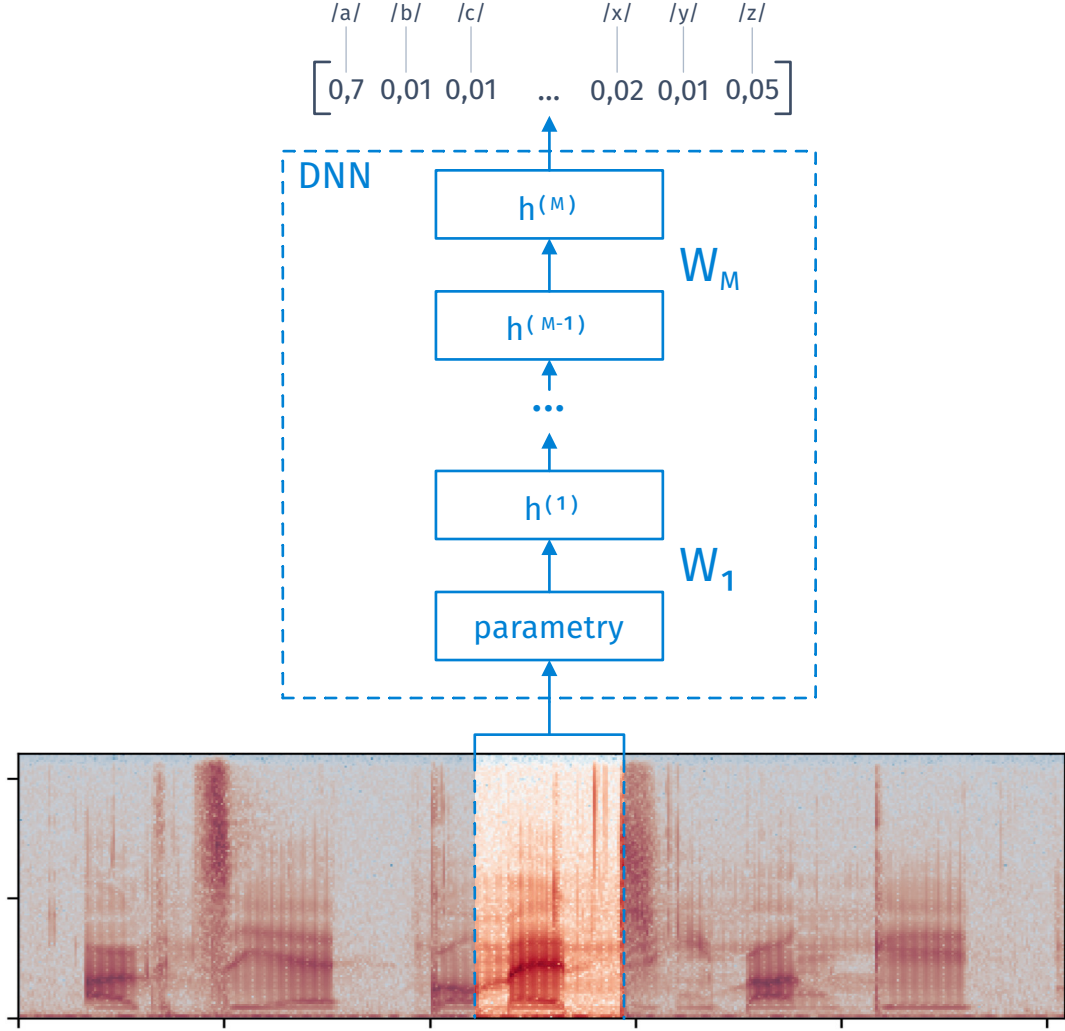 /a/ /b/ /c/ /x/ /y/ /z/
[0,7 0,01 0,01 ... 0,02 0,01 0,05]
DNN
h(M)
WM
h(M-1)
...
h(1)
W1
parametry